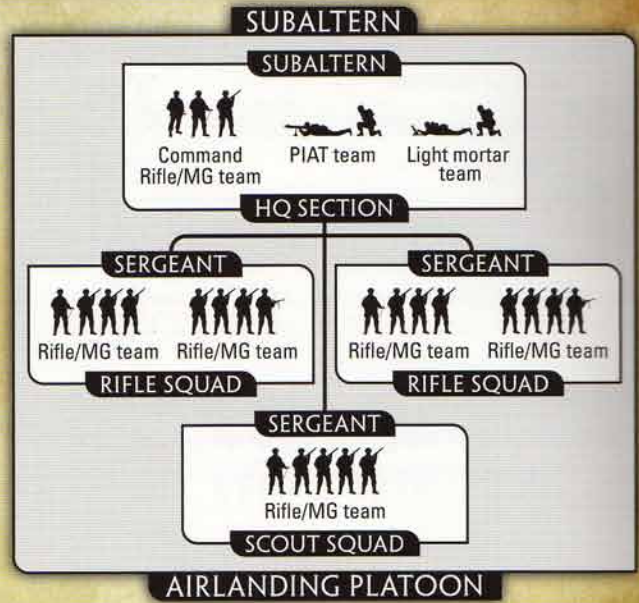 SUBALTERN
SUBALTERN
Command
Rifle/MG team
PIAT team
Light mortar
team
HQ SECTION
SERGEANT
Rifle/MG team
Rifle/MG team
RIFLE SQUAD
SERGEANT
Rifle/MG team
Rifle/MG team
RIFLE SQUAD
SERGEANT
Rifle/MG team
SCOUT SQUAD
AIRLANDING PLATOON